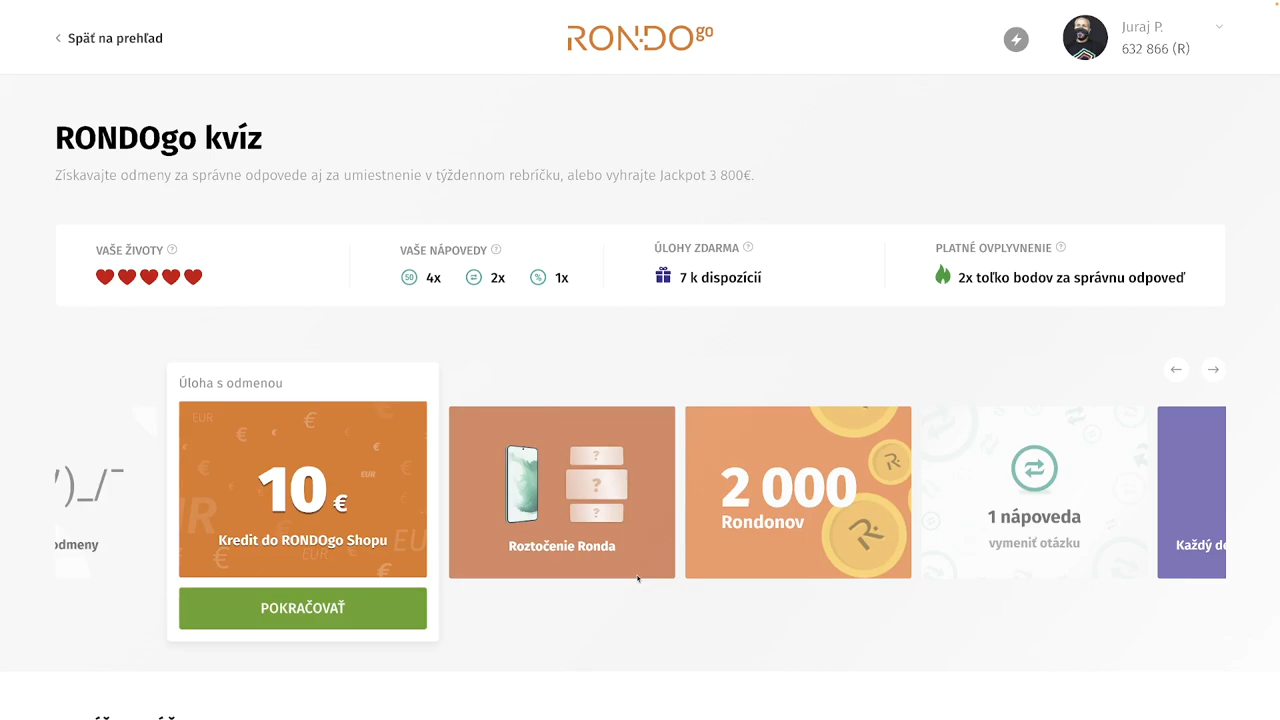 Späť na prehľad
RONDOgo
Juraj P.
632 866 (R)
RONDOgo kvíz
Získavajte odmeny za správne odpovede aj za umiestnenie v týždennom rebríčku, alebo vyhrajte Jackpot 3 800€.
VAŠE ŽIVOTY
VAŠE NÁPOVEDY
50 4x
2x
% 1x
ÚLOHY ZDARMA
7 k dispozícií
PLATNÉ OVPLYVNENIE
2x toľko bodov za správnu odpoveď
Úloha s odmenou
EUR
10 €
Kredit do RONDOgo Shopu
POKRAČOVAŤ
? ? ?
Roztočenie Ronda
2 000
Rondonov
1 nápoveda
vymeniť otázku
Každý
odmeny